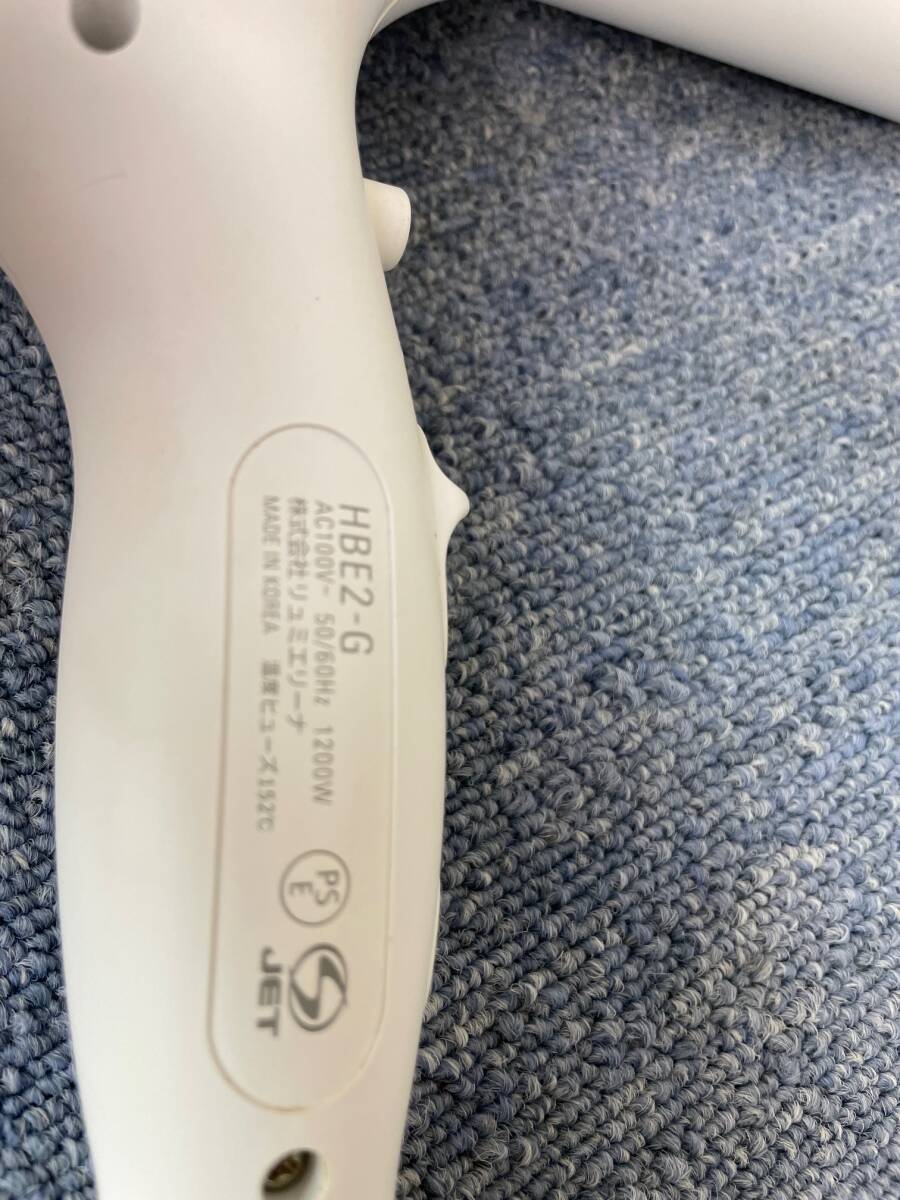 HBE2-G
AC100V~ 50/60Hz 1200W
株式会社リュミエリーナ
MADE IN KOREA 温度ヒューズ152℃
PS
E
S
JET